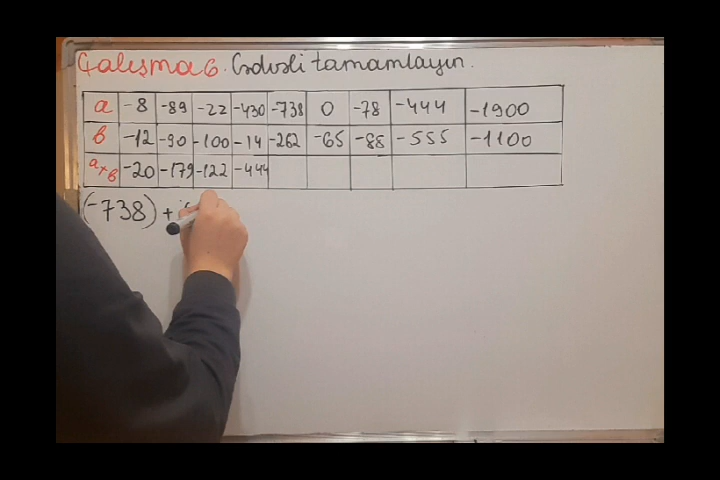 Çalışma 6. Cədvəli tamamlayın.
a -8 -89 -22 -430 -738 0 -78 -444 -1900
b -12 -90 -100 -14 -262 -65 -88 -555 -1100
a+b -20 -179 -122 -444
(-738) +